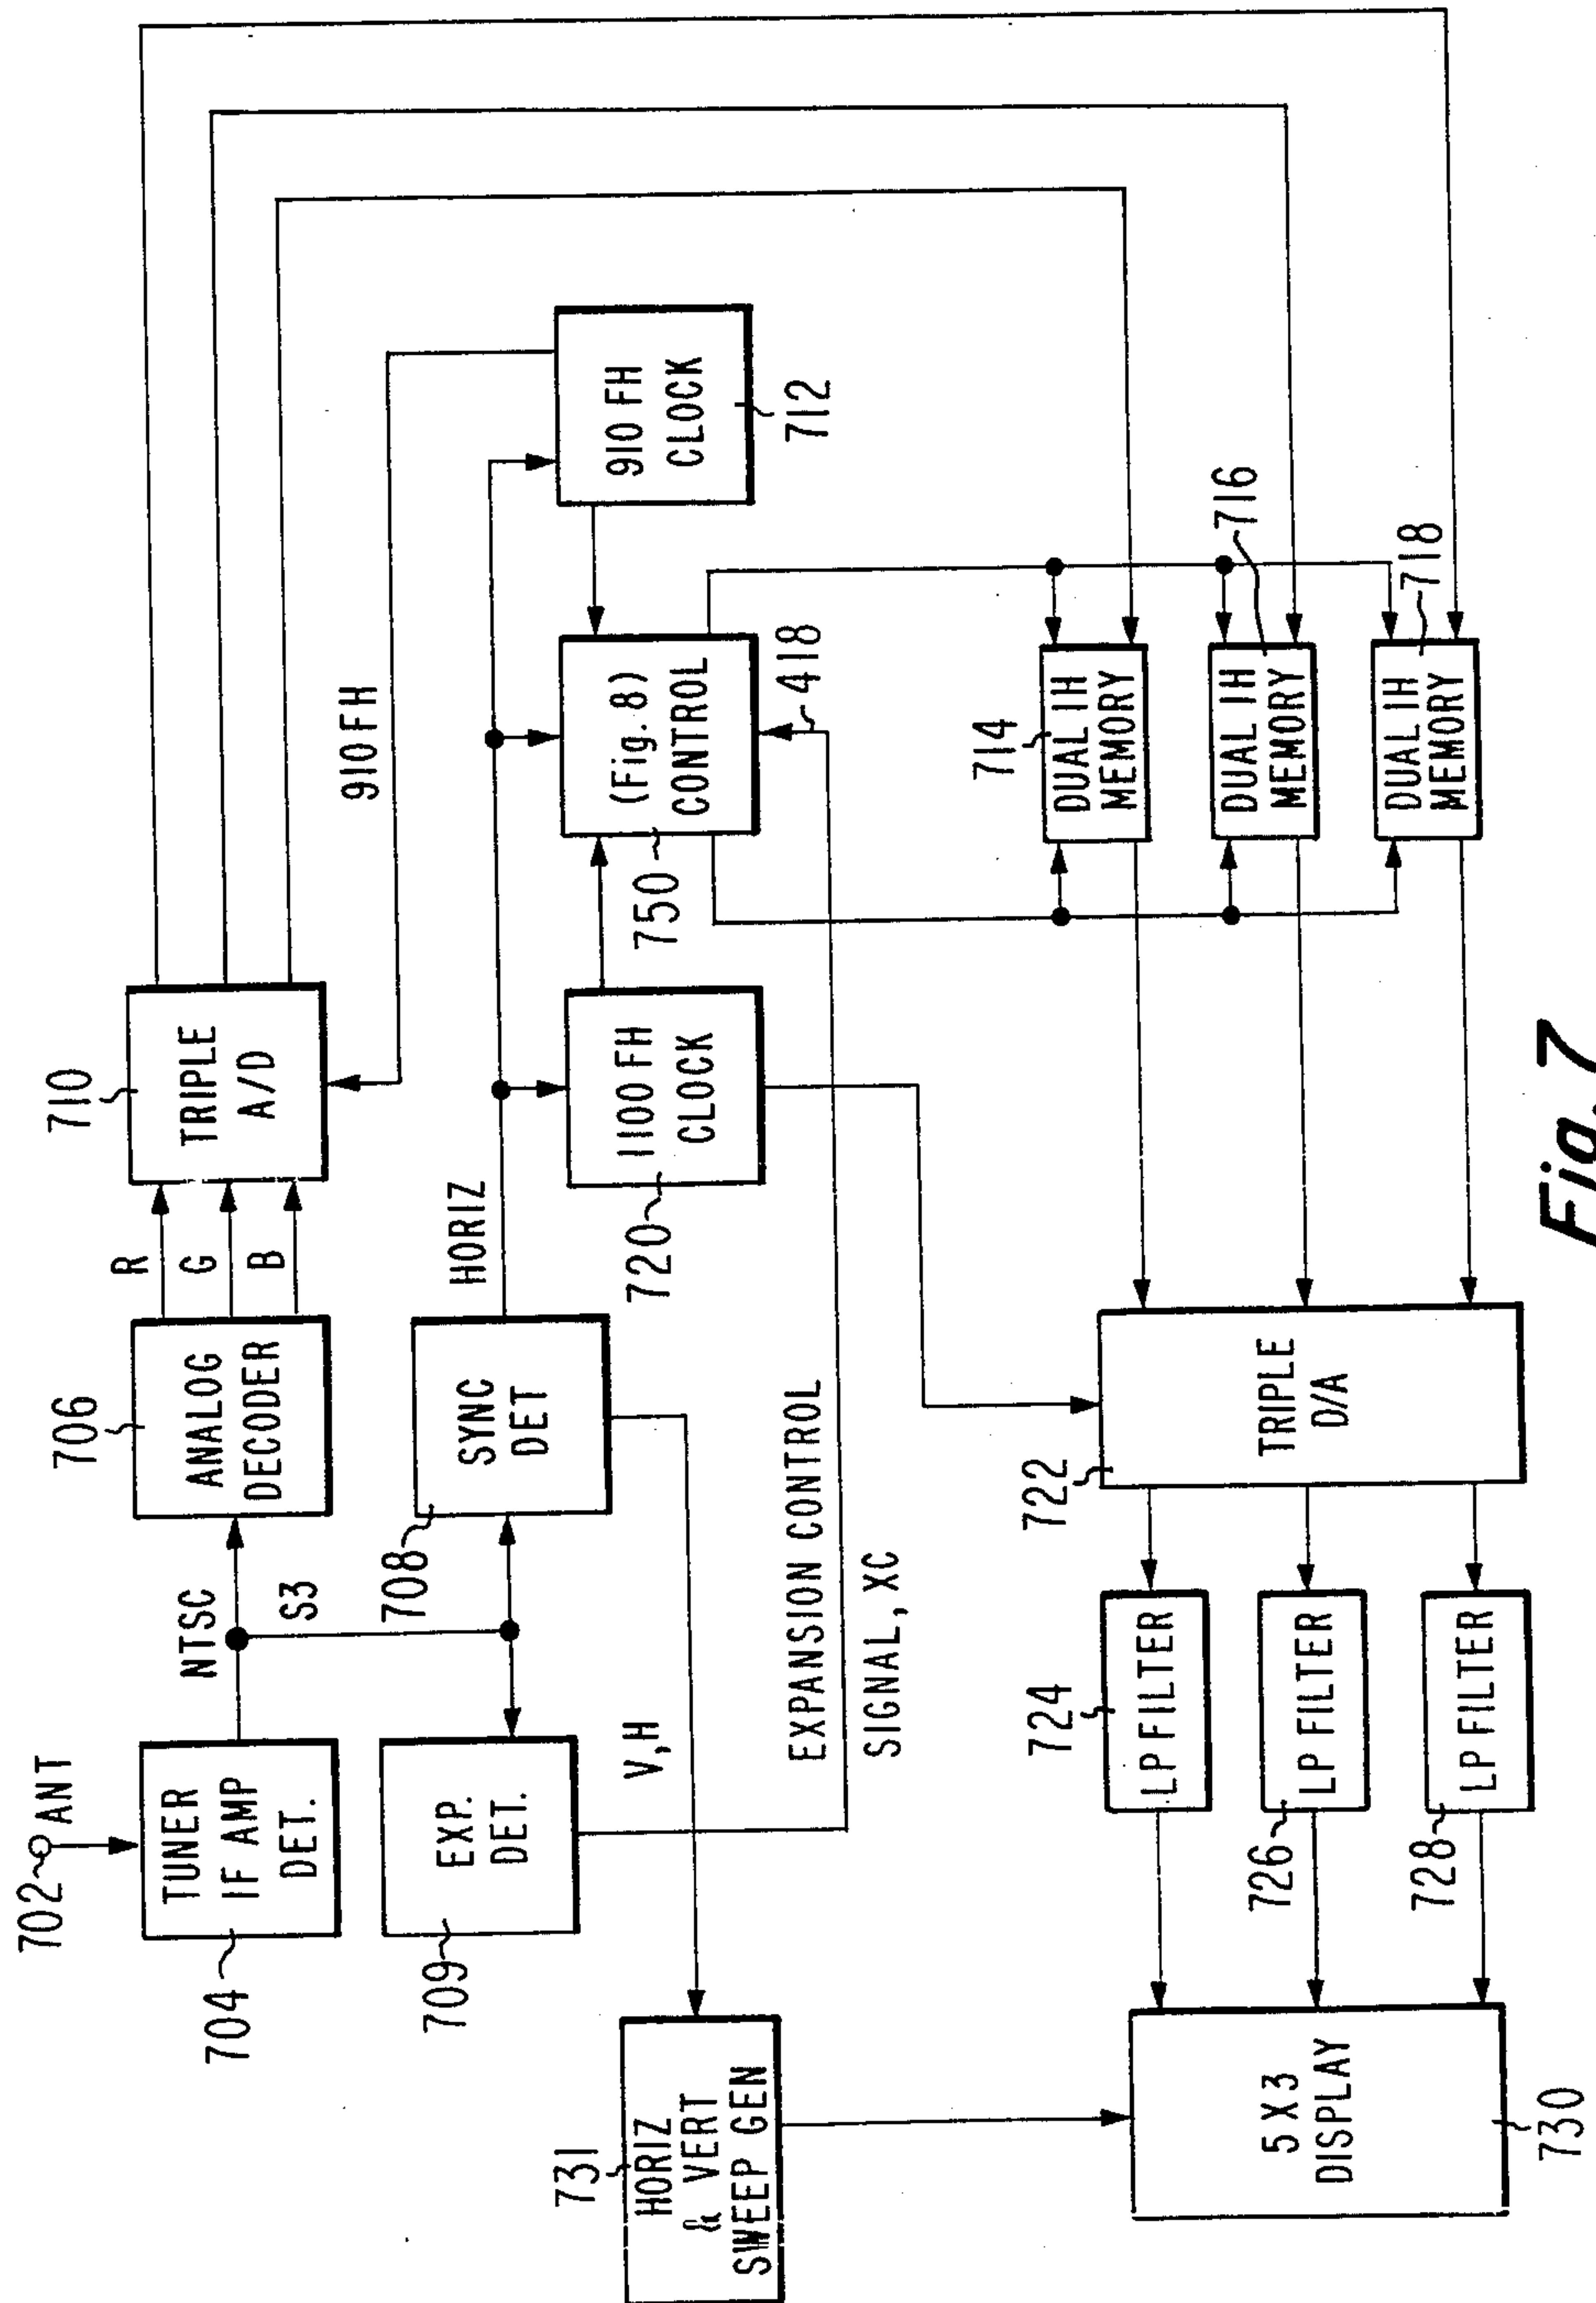 702
ANT
704
TUNER
IF AMP
DET.
NTSC
S3
706
ANALOG
DECODER
R
G
B
710
TRIPLE
A/D
910 FH
709
EXP.
DET.
708
SYNC
DET
HORIZ
V,H
720
1100 FH
CLOCK
750
(Fig. 8)
CONTROL
418
910 FH
CLOCK
712
EXPANSION CONTROL
SIGNAL, XC
731
HORIZ
& VERT
SWEEP GEN
5 X 3
DISPLAY
730
724
LP FILTER
726
LP FILTER
728
LP FILTER
722
TRIPLE
D/A
714
DUAL 1H
MEMORY
716
DUAL 1H
MEMORY
718
DUAL 1H
MEMORY
Fig. 7